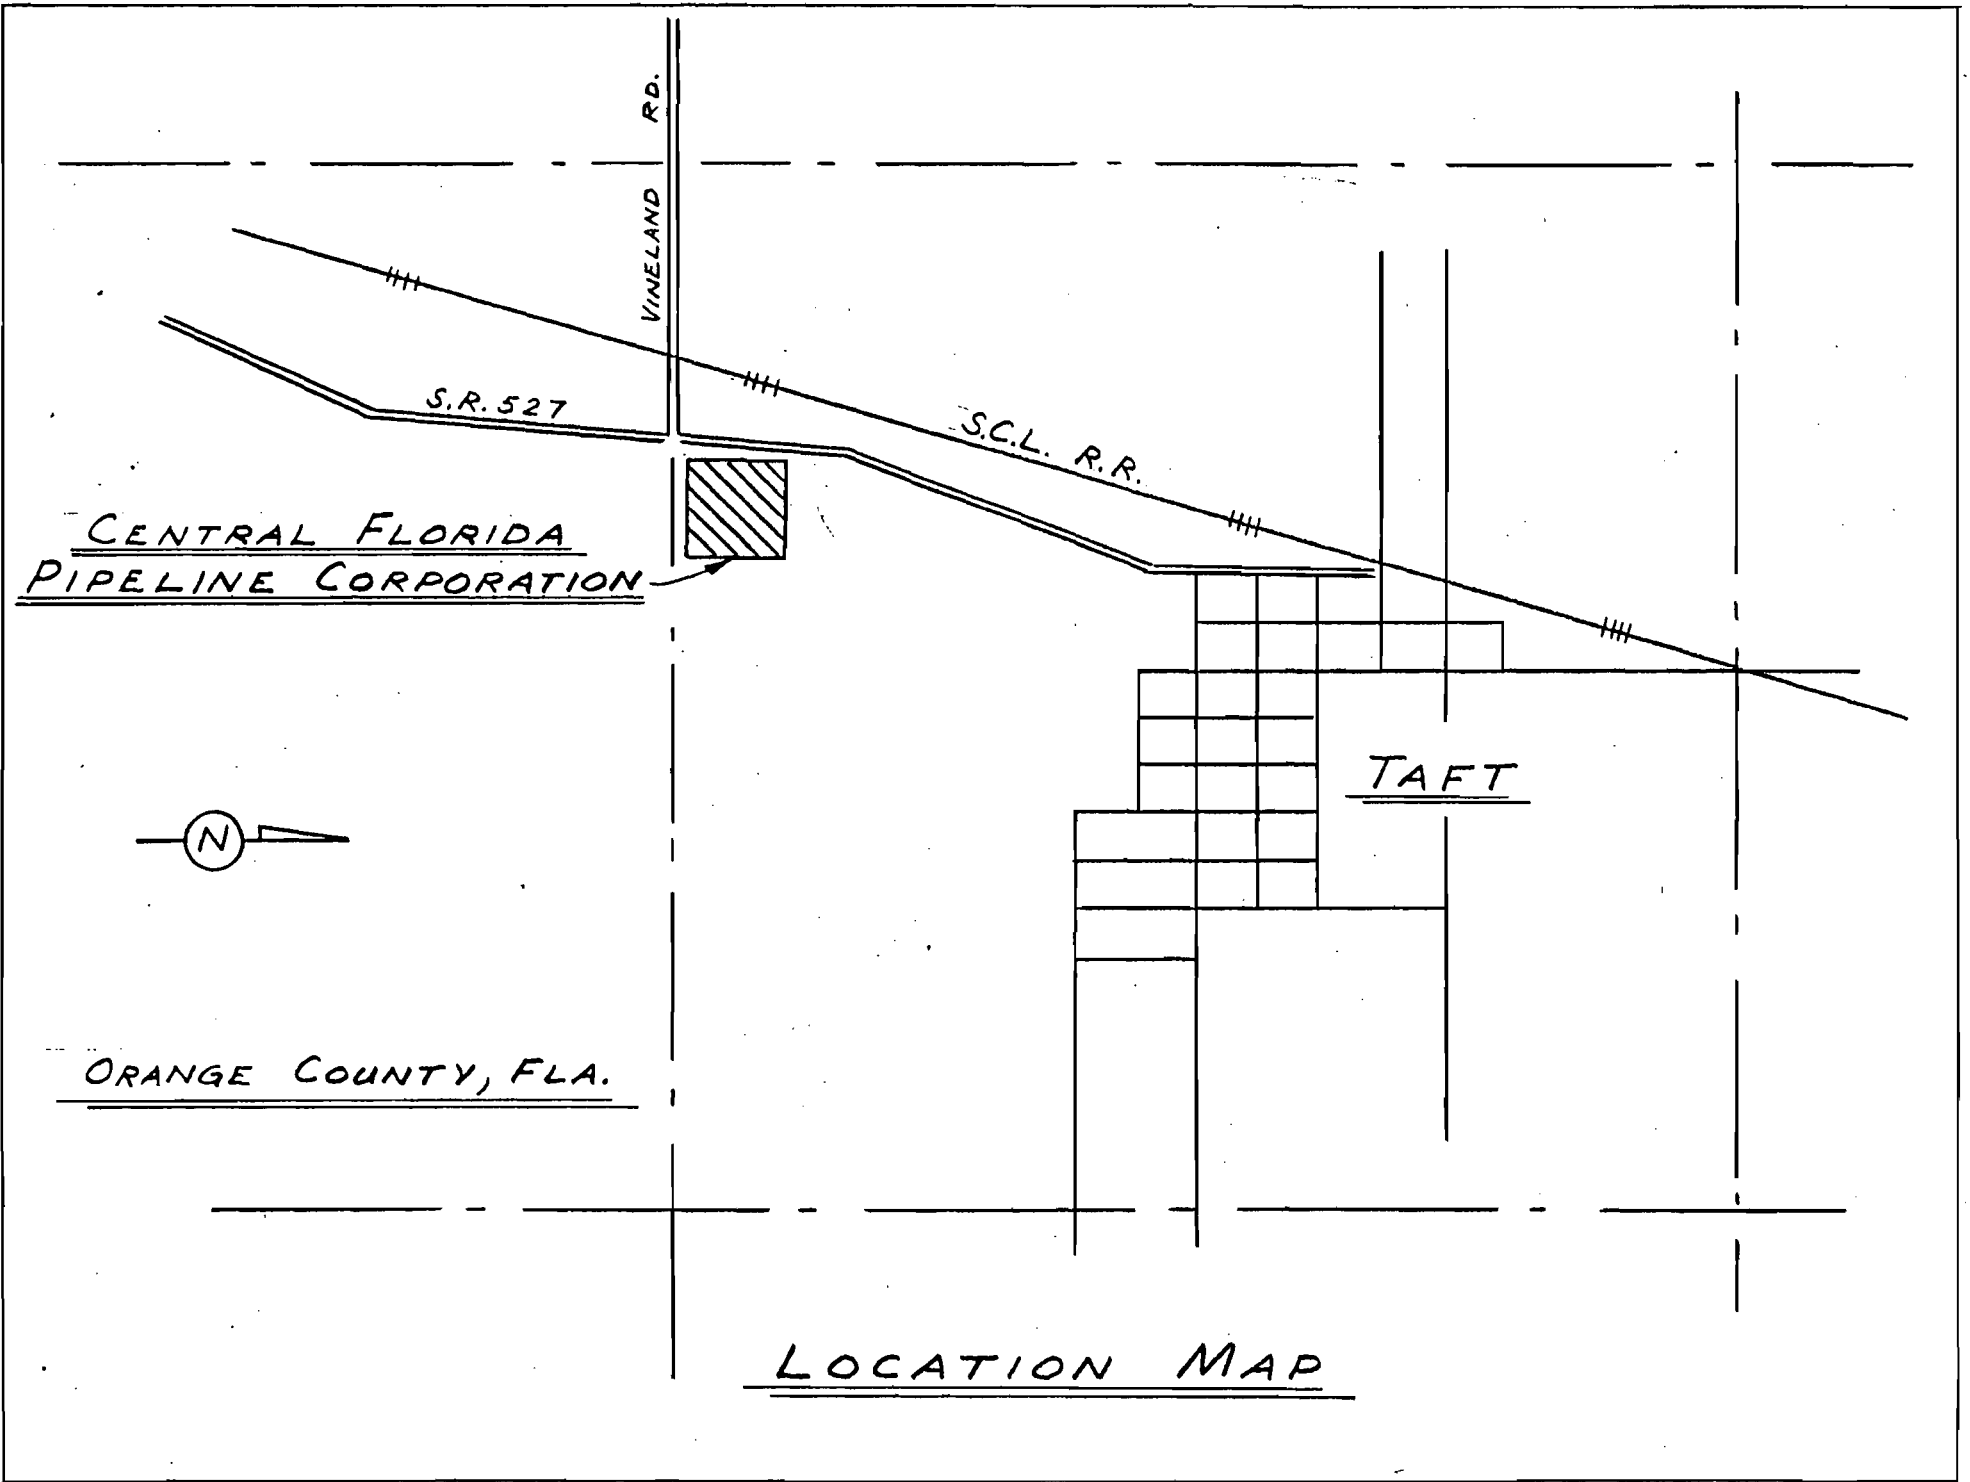 VINELAND RD.
S.R. 527
S.C.L. R.R.
CENTRAL FLORIDA
PIPELINE CORPORATION
TAFT
N
ORANGE COUNTY, FLA.
LOCATION MAP